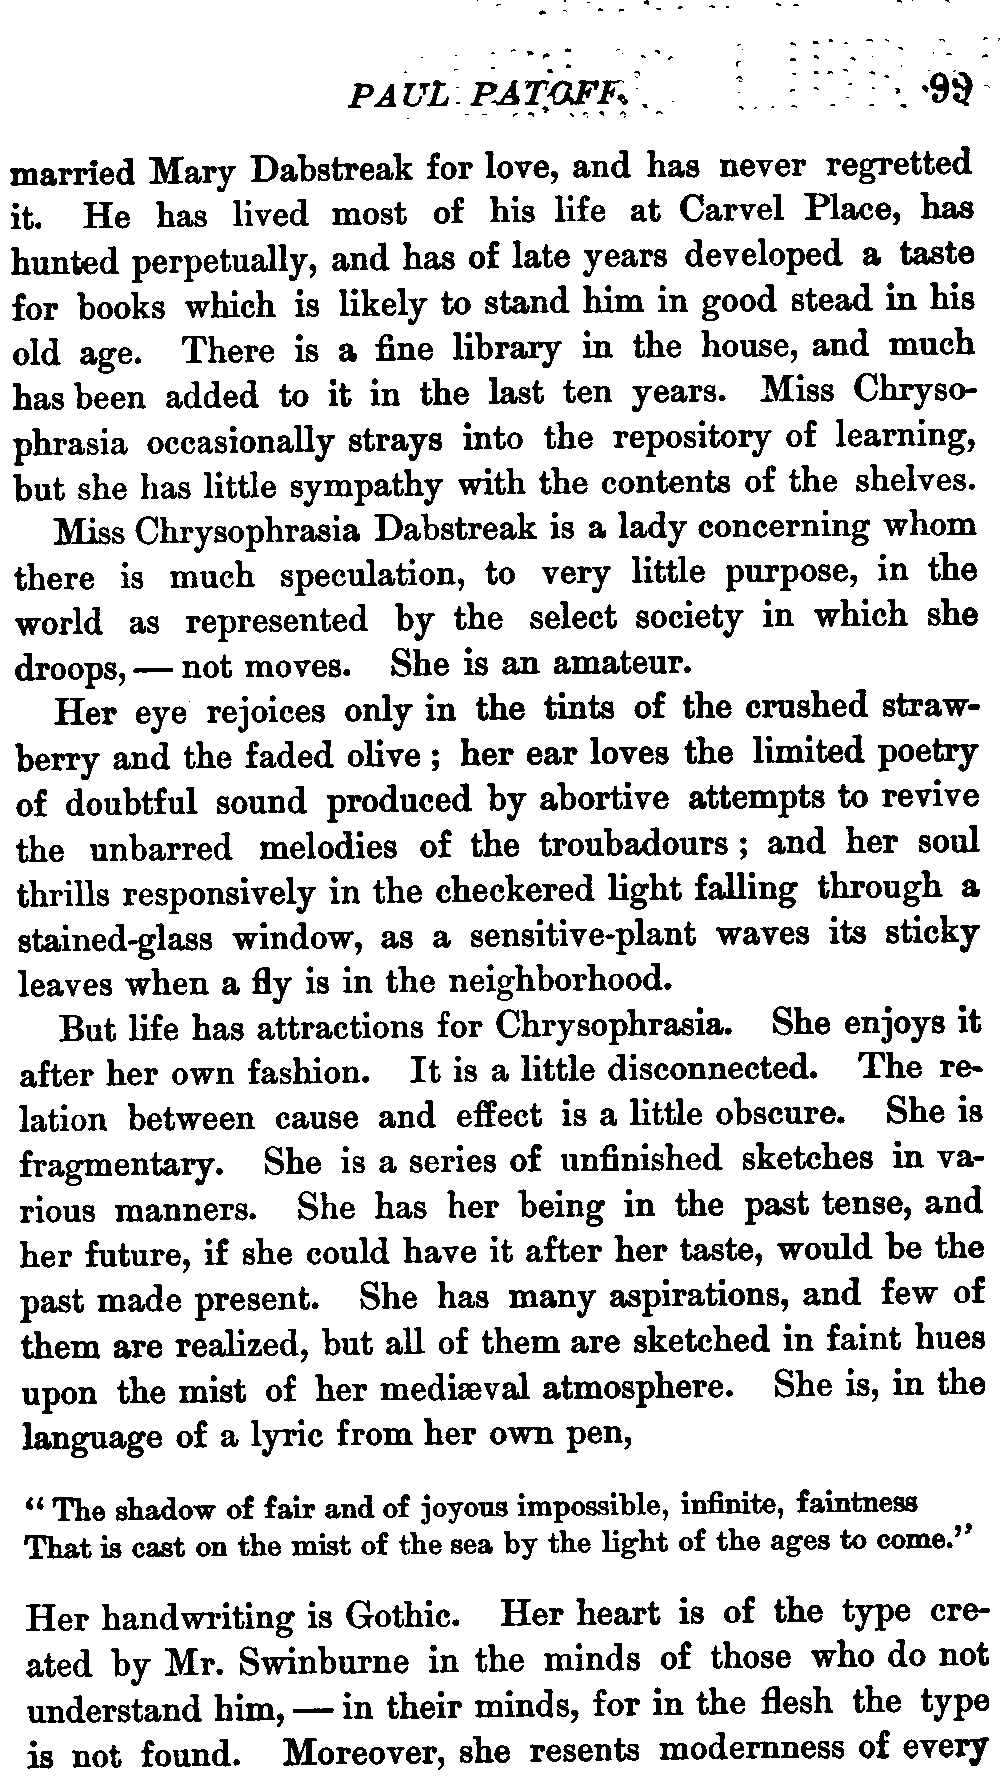 PAUL PATOFF. 99
married Mary Dabstreak for love, and has never regretted
it. He has lived most of his life at Carvel Place, has
hunted perpetually, and has of late years developed a taste
for books which is likely to stand him in good stead in his
old age. There is a fine library in the house, and much
has been added to it in the last ten years. Miss Chryso-
phrasia occasionally strays into the repository of learning,
but she has little sympathy with the contents of the shelves.
Miss Chrysophrasia Dabstreak is a lady concerning whom
there is much speculation, to very little purpose, in the
world as represented by the select society in which she
droops, — not moves. She is an amateur.
Her eye rejoices only in the tints of the crushed straw-
berry and the faded olive; her ear loves the limited poetry
of doubtful sound produced by abortive attempts to revive
the unbarred melodies of the troubadours; and her soul
thrills responsively in the checkered light falling through a
stained-glass window, as a sensitive-plant waves its sticky
leaves when a fly is in the neighborhood.
But life has attractions for Chrysophrasia. She enjoys it
after her own fashion. It is a little disconnected. The re-
lation between cause and effect is a little obscure. She is
fragmentary. She is a series of unfinished sketches in va-
rious manners. She has her being in the past tense, and
her future, if she could have it after her taste, would be the
past made present. She has many aspirations, and few of
them are realized, but all of them are sketched in faint hues
upon the mist of her mediæval atmosphere. She is, in the
language of a lyric from her own pen,
"The shadow of fair and of joyous impossible, infinite, faintness
That is cast on the mist of the sea by the light of the ages to come."
Her handwriting is Gothic. Her heart is of the type cre-
ated by Mr. Swinburne in the minds of those who do not
understand him, — in their minds, for in the flesh the type
is not found. Moreover, she resents modernness of every